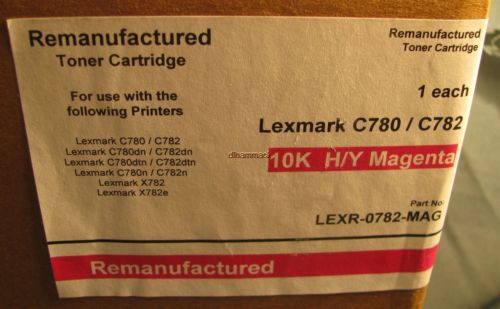 Remanufactured
Toner Cartridge
For use with the
following Printers
Lexmark C780 / C782
Lexmark C780dn / C782dn
Lexmark C780dtn / C782dtn
Lexmark C780n / C782n
Lexmark X782
Lexmark X782e
Remanufactured
Toner Cartridge
1 each
Lexmark C780 / C782
10K H/Y Magenta
Part No
LEXR-0782-MAG
Remanufactured